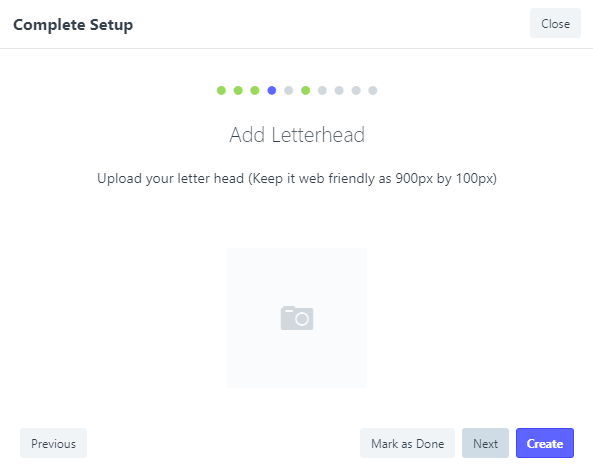 Complete Setup
Close
Add Letterhead
Upload your letter head (Keep it web friendly as 900px by 100px)
Previous
Mark as Done
Next
Create